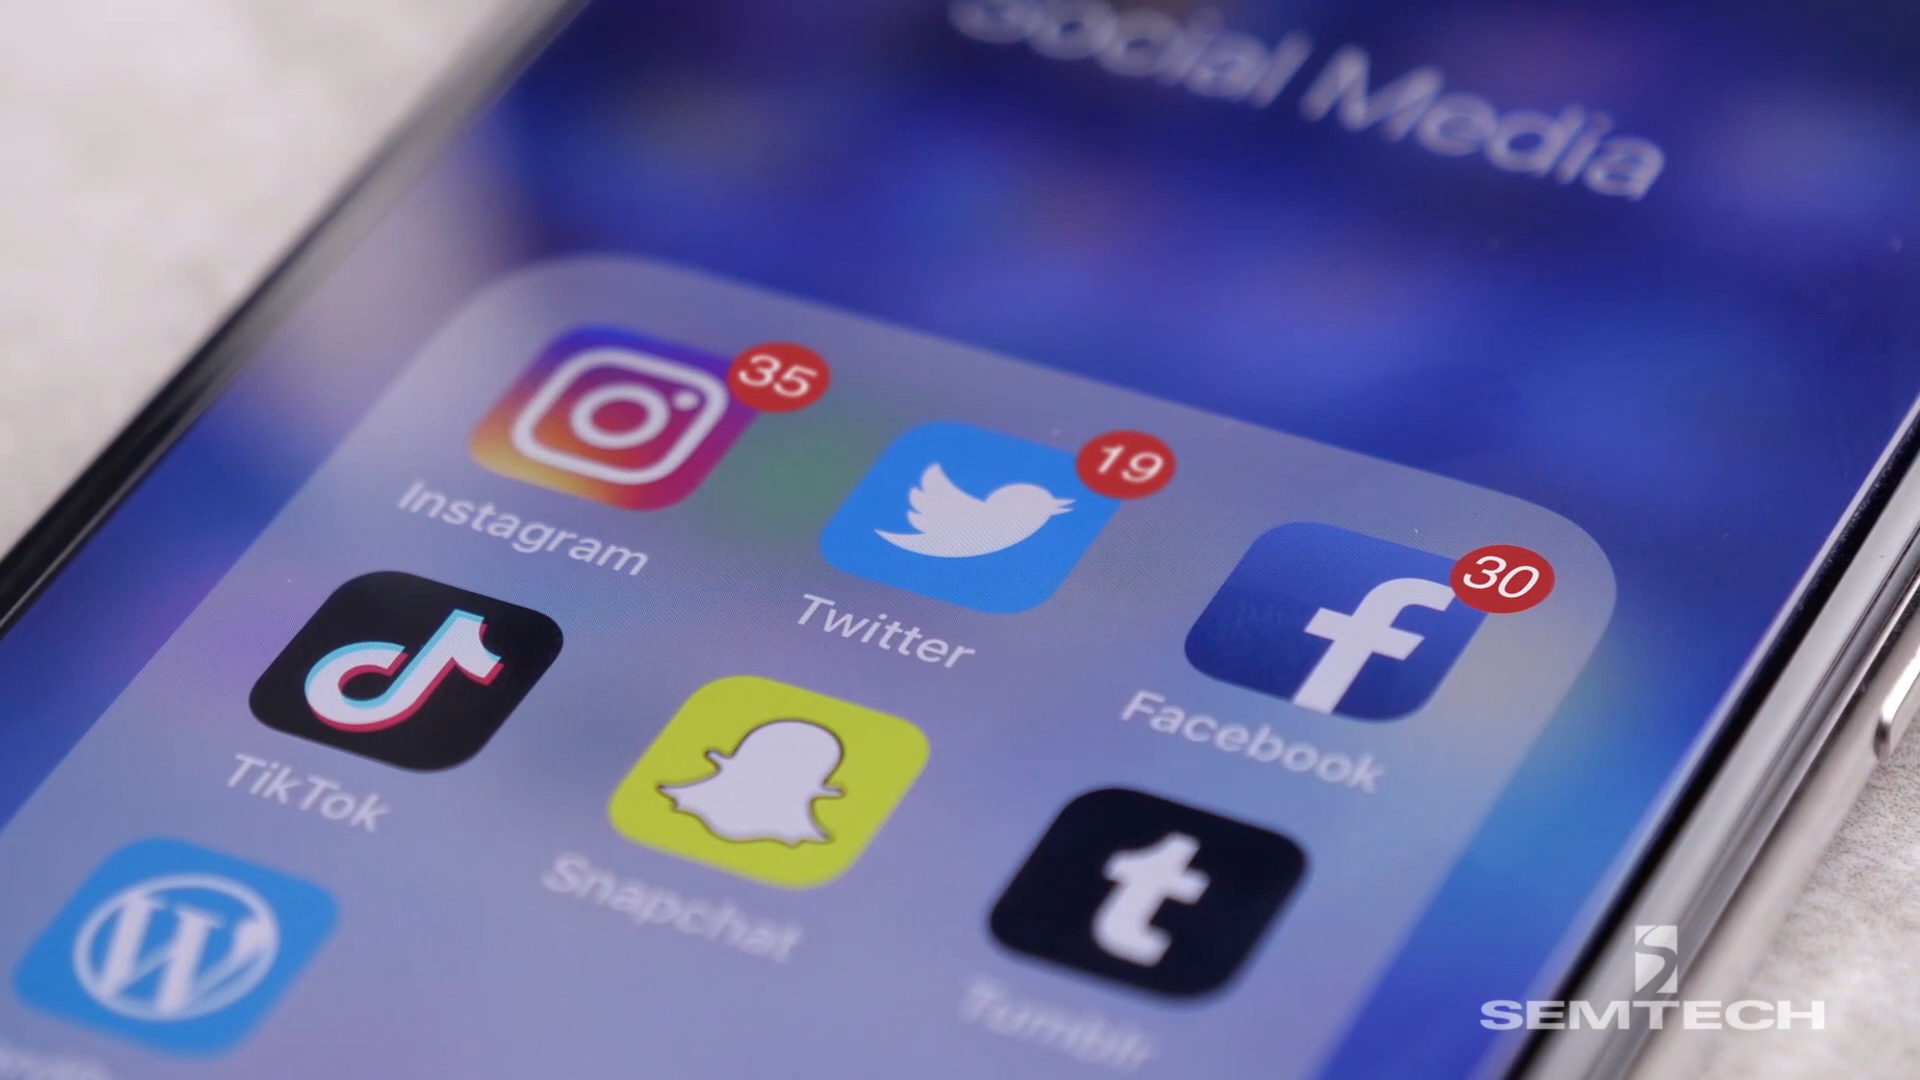 Social Media
35
19
30
Instagram
Twitter
Facebook
TikTok
Snapchat
Tumblr
SEMTECH